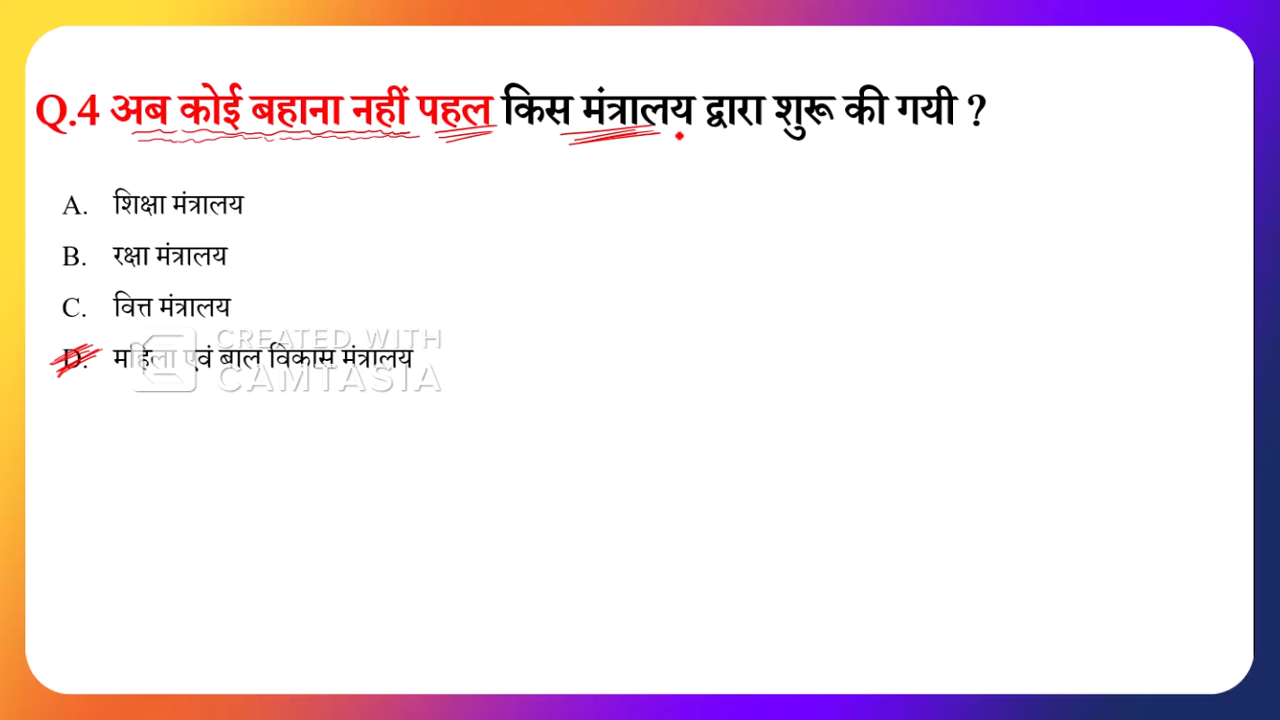 Q.4 अब कोई बहाना नहीं पहल किस मंत्रालय द्वारा शुरू की गयी ?
A. शिक्षा मंत्रालय
B. रक्षा मंत्रालय
C. वित्त मंत्रालय
D. महिला एवं बाल विकास मंत्रालय
CREATED WITH
CAMTASIA